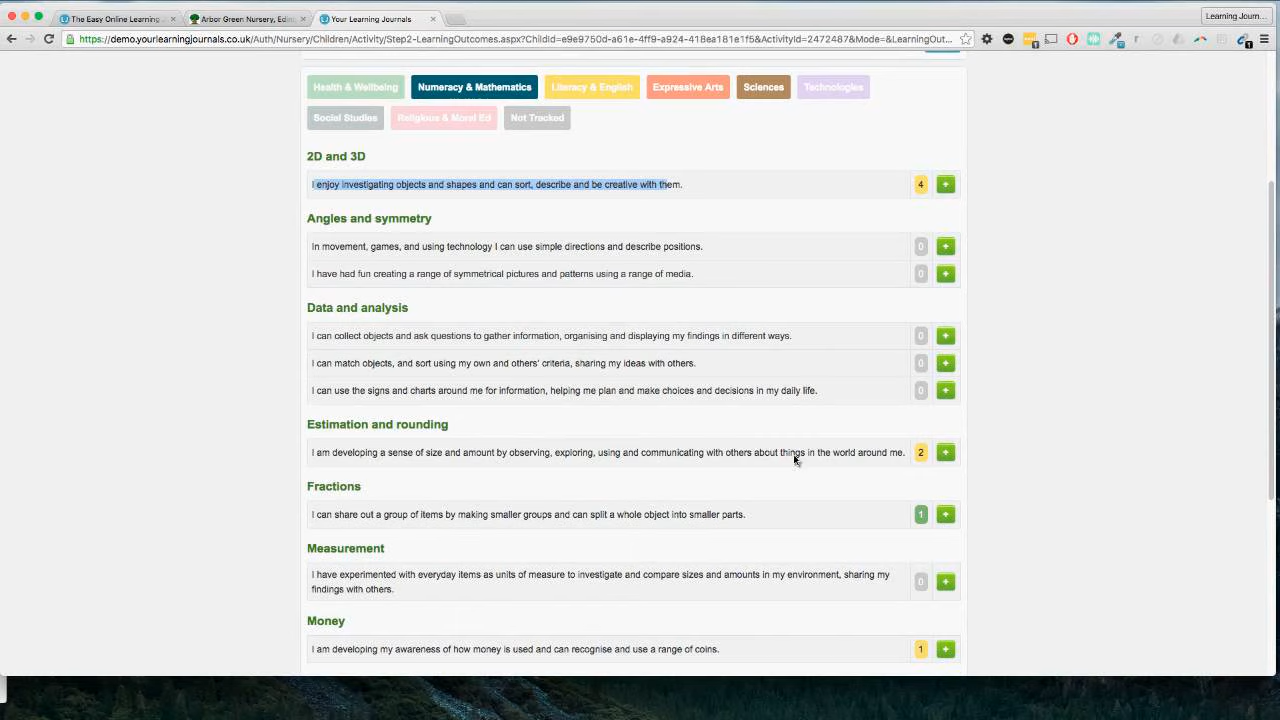 The Easy Online Learning
Arbor Green Nursery, Edin
Your Learning Journals
Learning Journ...
https://demo.yourlearningjournals.co.uk/Auth/Nursery/Children/Activity/Step2-LearningOutcomes.aspx?ChildId=e9e9750d-a61e-4ff9-a924-418ea181e1f5&ActivityId=2472487&Mode=&LearningOut...
Health & Wellbeing
Numeracy & Mathematics
Literacy & English
Expressive Arts
Sciences
Technologies
Social Studies
Religious & Moral Ed
Not Tracked
2D and 3D
I enjoy investigating objects and shapes and can sort, describe and be creative with them. 4 +
Angles and symmetry
In movement, games, and using technology I can use simple directions and describe positions. 0 +
I have had fun creating a range of symmetrical pictures and patterns using a range of media. 0 +
Data and analysis
I can collect objects and ask questions to gather information, organising and displaying my findings in different ways. 0 +
I can match objects, and sort using my own and others' criteria, sharing my ideas with others. 0 +
I can use the signs and charts around me for information, helping me plan and make choices and decisions in my daily life. 0 +
Estimation and rounding
I am developing a sense of size and amount by observing, exploring, using and communicating with others about things in the world around me. 2 +
Fractions
I can share out a group of items by making smaller groups and can split a whole object into smaller parts. 1 +
Measurement
I have experimented with everyday items as units of measure to investigate and compare sizes and amounts in my environment, sharing my
findings with others. 0 +
Money
I am developing my awareness of how money is used and can recognise and use a range of coins. 1 +